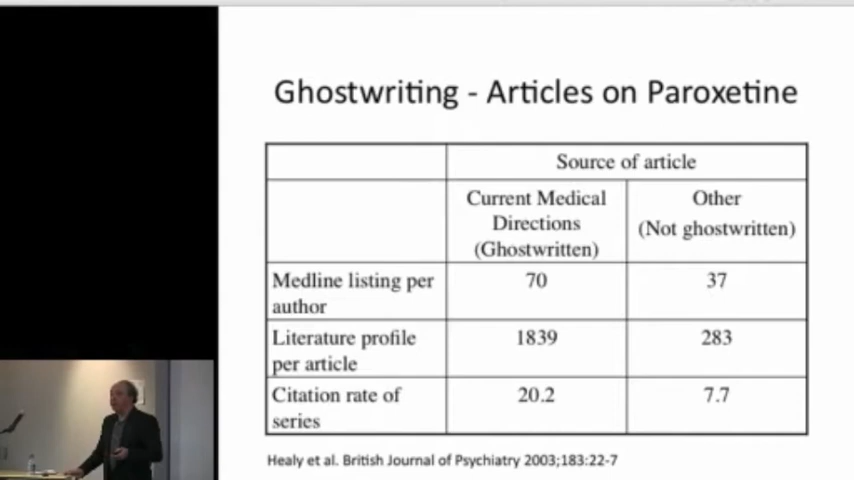 Ghostwriting - Articles on Paroxetine
Source of article
Current Medical
Directions
(Ghostwritten)
Other
(Not ghostwritten)
Medline listing per
author
70
37
Literature profile
per article
1839
283
Citation rate of
series
20.2
7.7
Healy et al. British Journal of Psychiatry 2003;183:22-7